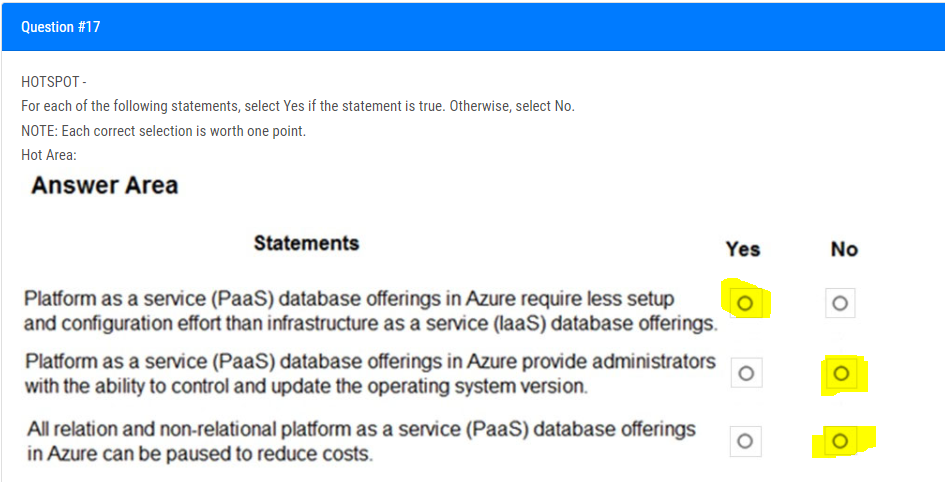 Question #17
HOTSPOT -
For each of the following statements, select Yes if the statement is true. Otherwise, select No.
NOTE: Each correct selection is worth one point.
Hot Area:
Answer Area
Statements Yes No
Platform as a service (PaaS) database offerings in Azure require less setup
and configuration effort than infrastructure as a service (IaaS) database offerings.
Platform as a service (PaaS) database offerings in Azure provide administrators
with the ability to control and update the operating system version.
All relation and non-relational platform as a service (PaaS) database offerings
in Azure can be paused to reduce costs.